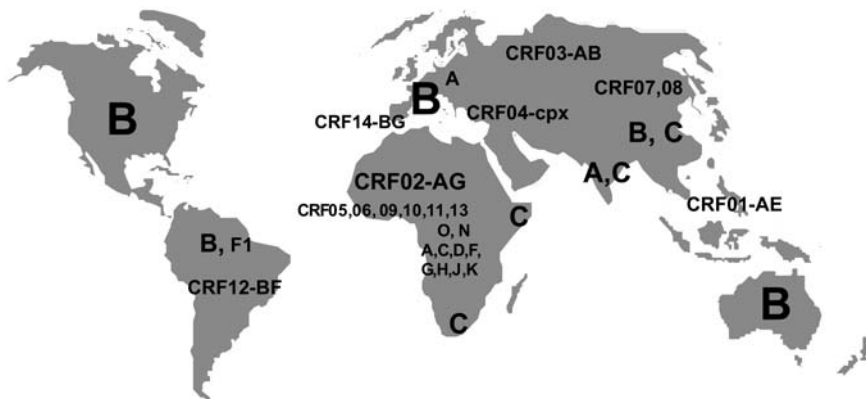 CRF03-AB
A
B
CRF07,08
B
CRF14-BG
CRF04-cpx
B, C
A,C
CRF02-AG
CRF01-AE
CRF05,06, 09,10,11,13
C
O, N
B, F1
A,C,D,F,
G,H,J,K
CRF12-BF
B
C